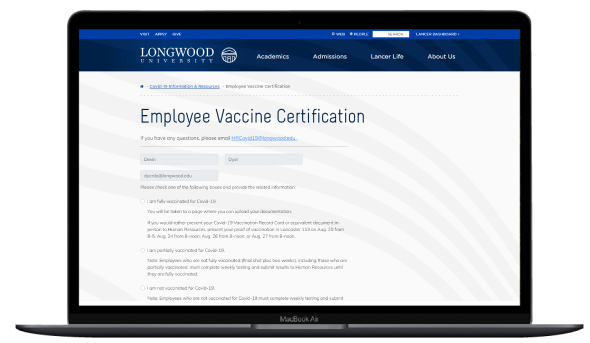 VISIT APPLY GIVE WEB PEOPLE SEARCH LANCER DASHBOARD
LONGWOOD
UNIVERSITY
Academics Admissions Lancer Life About Us
Covid-19 Information & Resources Employee Vaccine Certification
Employee Vaccine Certification
If you have any questions, please email HRCovid19@longwood.edu.
Devon Dyer
@longwood.edu
Please check one of the following boxes and provide the related information:
I am fully vaccinated for Covid-19
You will be taken to a page where you can upload your documentation.
If you would rather present your Covid-19 Vaccination Record Card or equivalent document in-
person to Human Resources, present your proof of vaccination in Lancaster 110 on Aug. 23 from
8-5, Aug. 24 from 8-noon, Aug. 26 from 8-noon, or Aug. 27 from 8-noon.
I am partially vaccinated for Covid-19.
Note: Employees who are not fully vaccinated (final shot plus two weeks), including those who are
partially vaccinated, must complete weekly testing and submit results to Human Resources until
they are fully vaccinated.
I am not vaccinated for Covid-19.
Note: Employees who are not vaccinated for Covid-19 must complete weekly testing and submit
MacBook Air